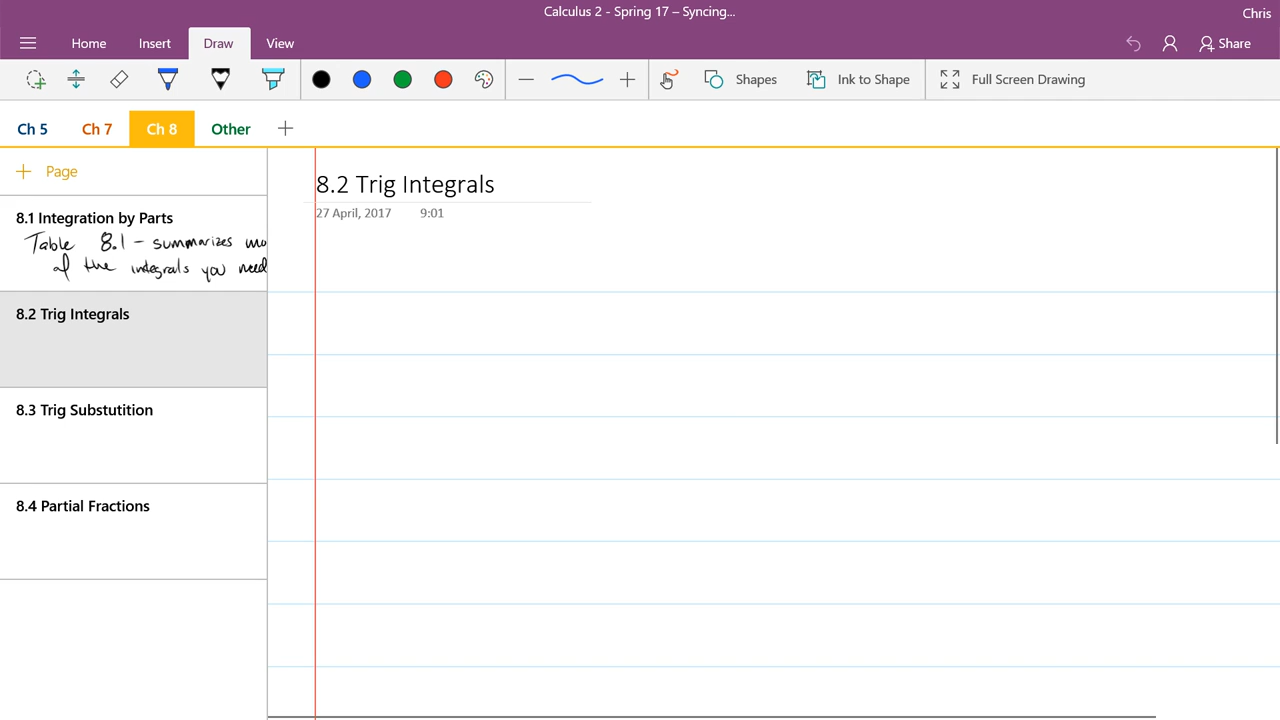 Calculus 2 - Spring 17 – Syncing...
Chris
Home Insert Draw View
Share
Shapes Ink to Shape Full Screen Drawing
Ch 5 Ch 7 Ch 8 Other
Page
8.1 Integration by Parts
Table 8.1 - summarizes mo
of the integrals you need
8.2 Trig Integrals
8.3 Trig Substutition
8.4 Partial Fractions
8.2 Trig Integrals
27 April, 2017 9:01